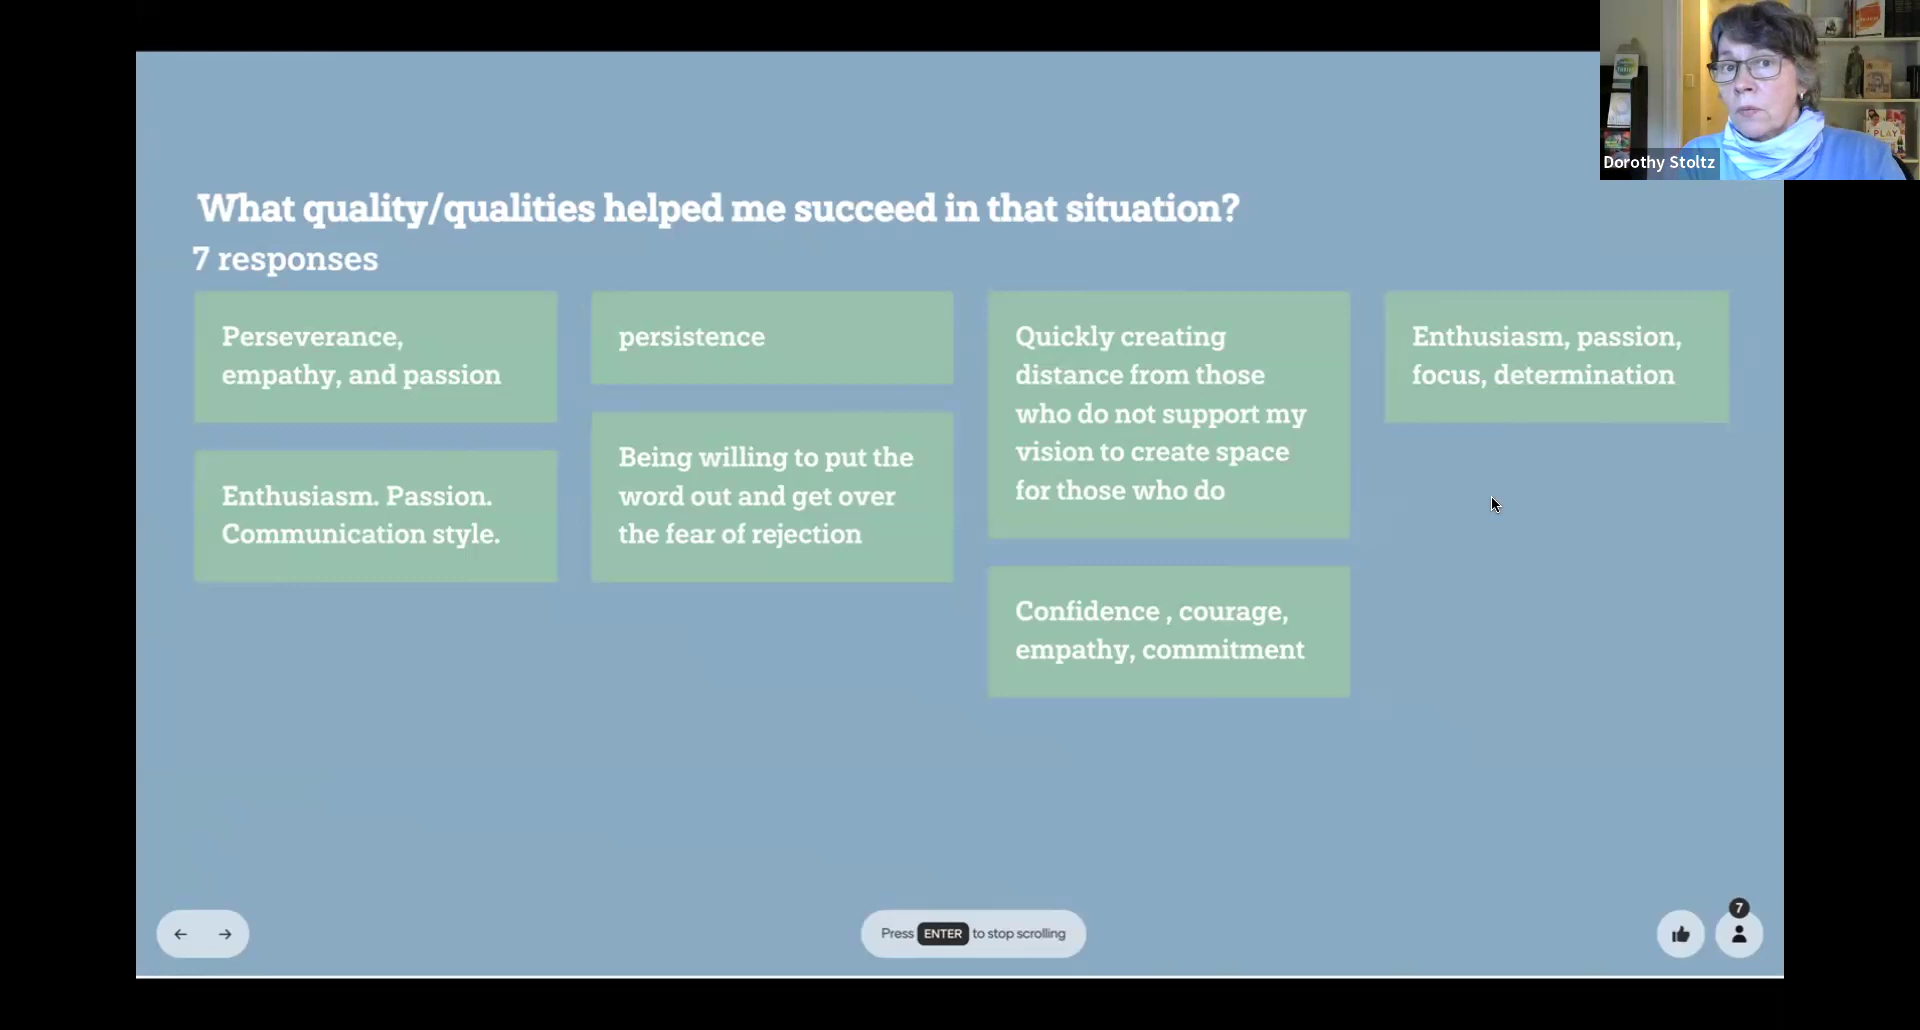 Dorothy Stoltz
PLAY
What quality/qualities helped me succeed in that situation?
7 responses
Perseverance,
empathy, and passion
Enthusiasm. Passion.
Communication style.
persistence
Being willing to put the
word out and get over
the fear of rejection
Quickly creating
distance from those
who do not support my
vision to create space
for those who do
Confidence , courage,
empathy, commitment
Enthusiasm, passion,
focus, determination
Press ENTER to stop scrolling
7